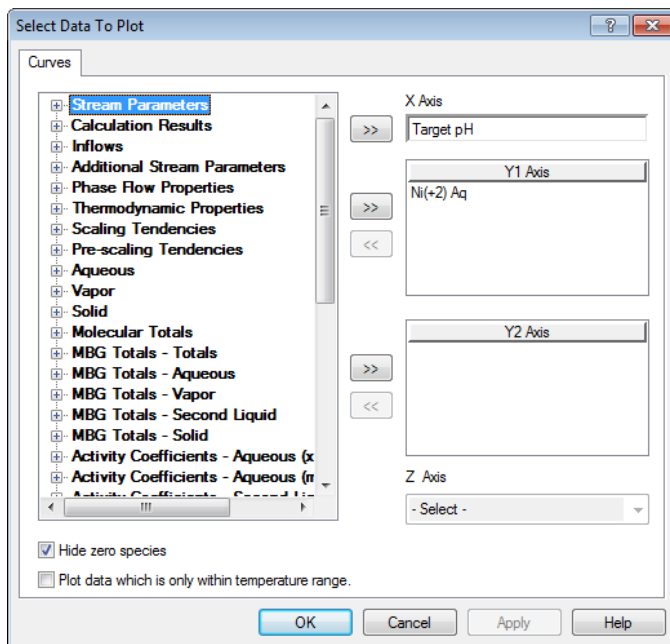 Select Data To Plot
Curves
Stream Parameters
Calculation Results
Inflows
Additional Stream Parameters
Phase Flow Properties
Thermodynamic Properties
Scaling Tendencies
Pre-scaling Tendencies
Aqueous
Vapor
Solid
Molecular Totals
MBG Totals - Totals
MBG Totals - Aqueous
MBG Totals - Vapor
MBG Totals - Second Liquid
MBG Totals - Solid
Activity Coefficients - Aqueous (x
Activity Coefficients - Aqueous (m
Activity Coefficients - Second Liq
X Axis
>>
Target pH
Y1 Axis
Ni(+2) Aq
>>
<<
Y2 Axis
>>
<<
Z Axis
- Select -
Hide zero species
Plot data which is only within temperature range.
OK
Cancel
Apply
Help